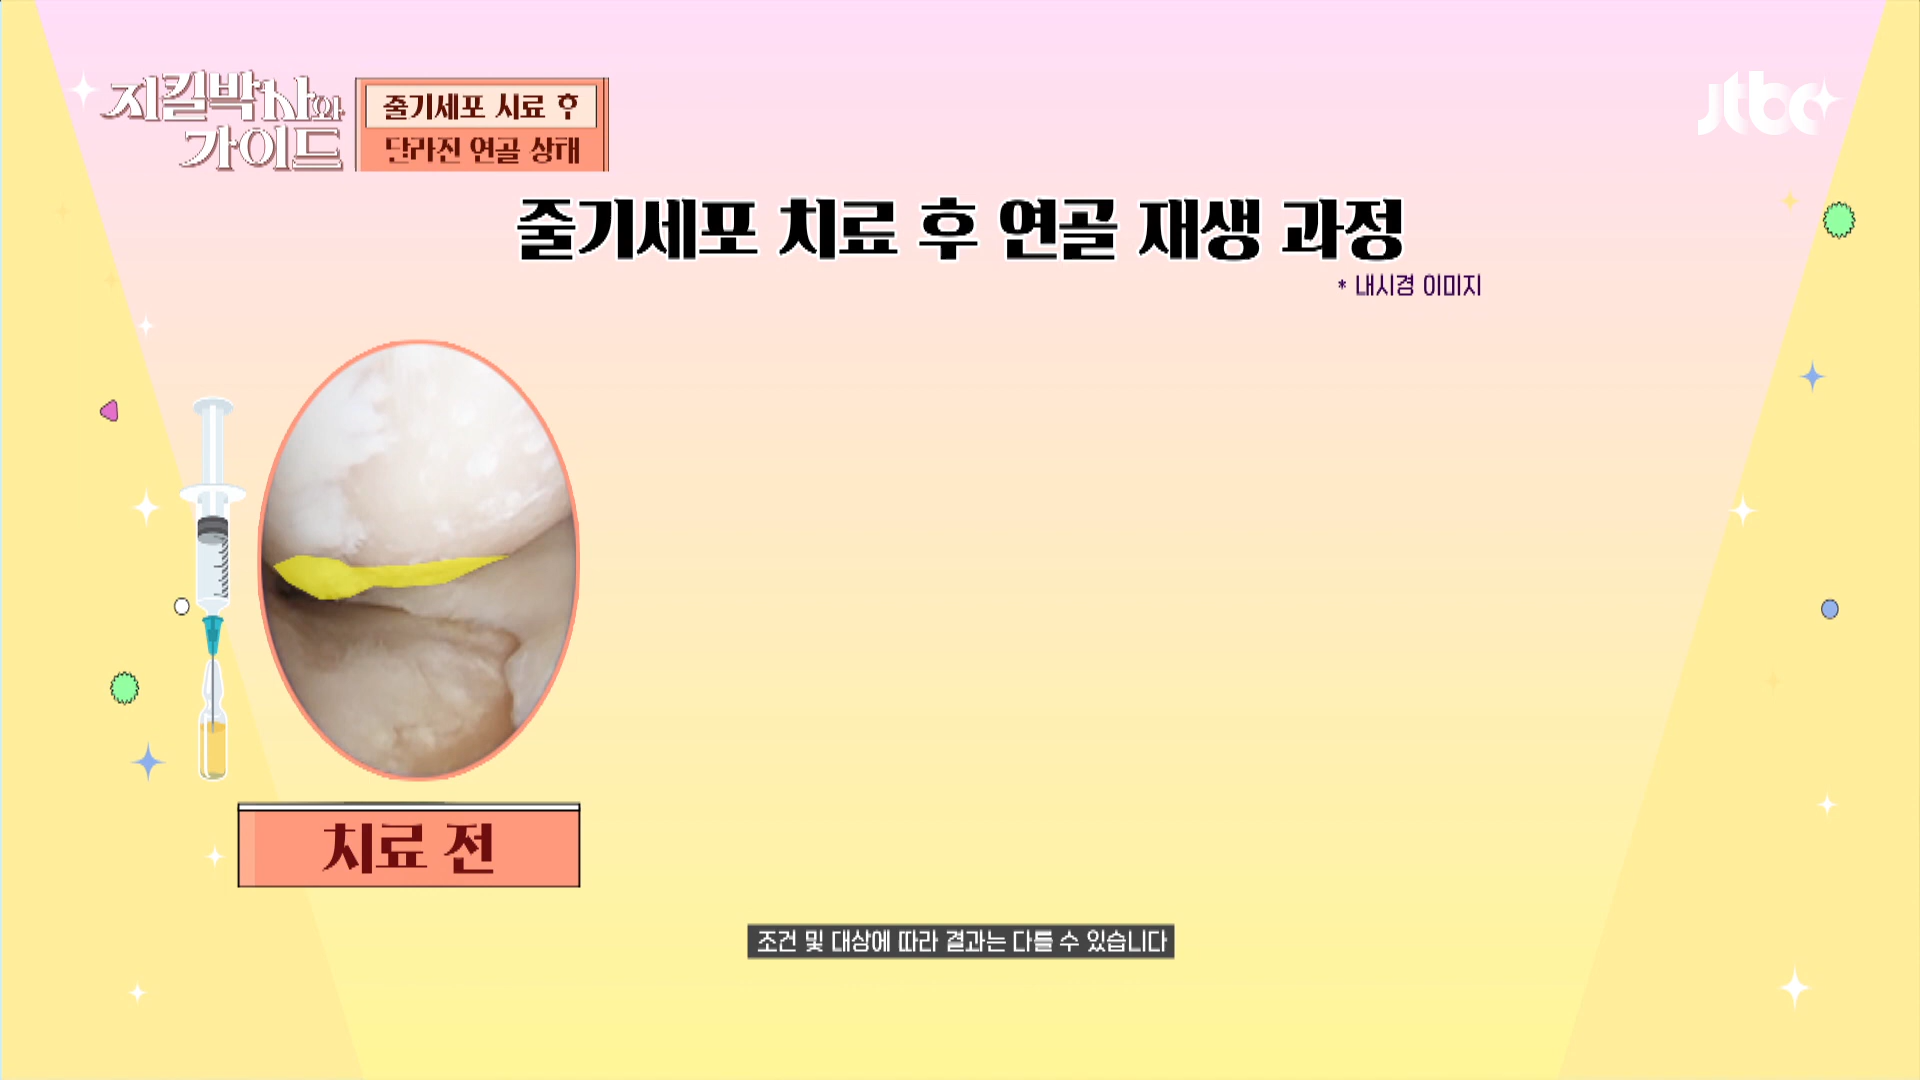 지킬박사와
가이드
줄기세포 시료 후
달라진 연골 상태
jtbc
줄기세포 치료 후 연골 재생 과정
* 내시경 이미지
치료 전
조건 및 대상에 따라 결과는 다를 수 있습니다